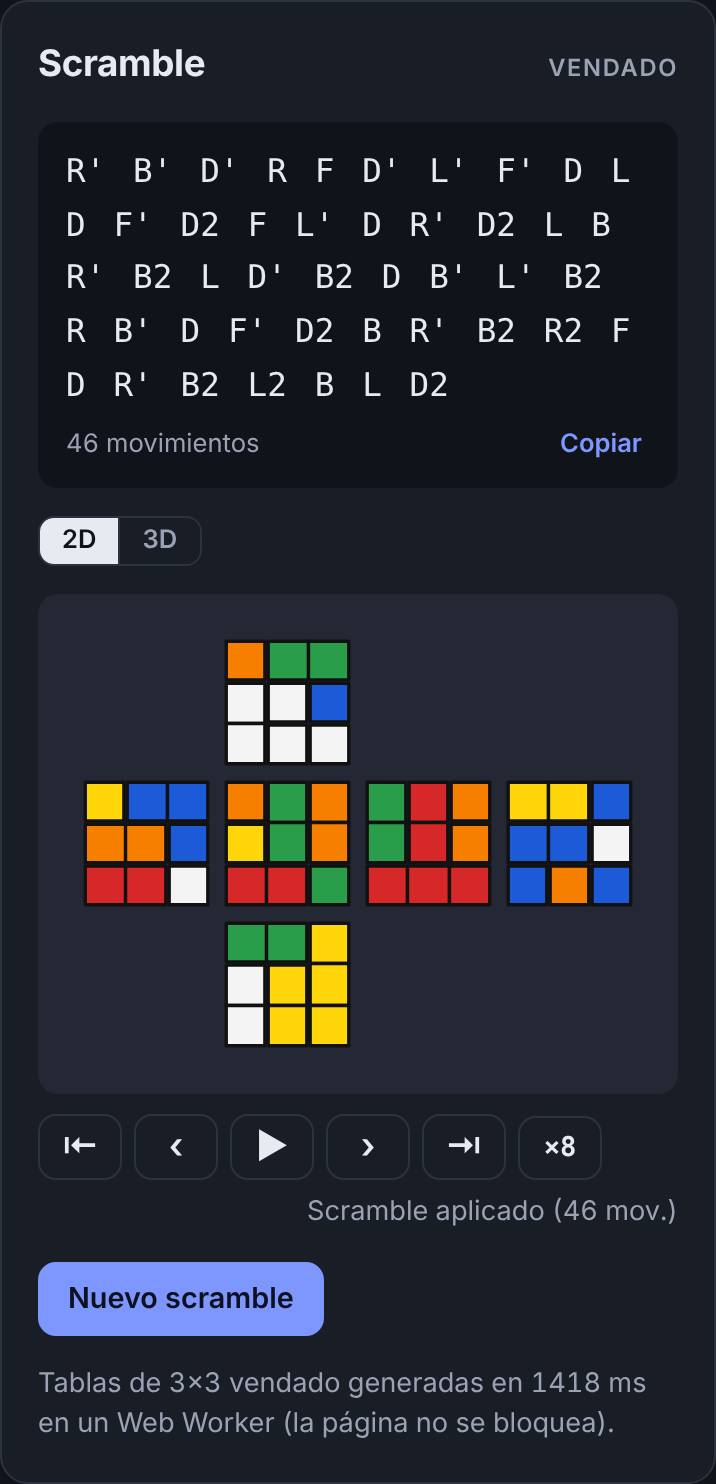 Scramble
VENDADO
R' B' D' R F D' L' F' D L
D F' D2 F L' D R' D2 L B
R' B2 L D' B2 D B' L' B2
R B' D F' D2 B R' B2 R2 F
D R' B2 L2 B L D2
46 movimientos
Copiar
2D 3D
×8
Scramble aplicado (46 mov.)
Nuevo scramble
Tablas de 3×3 vendado generadas en 1418 ms
en un Web Worker (la página no se bloquea).